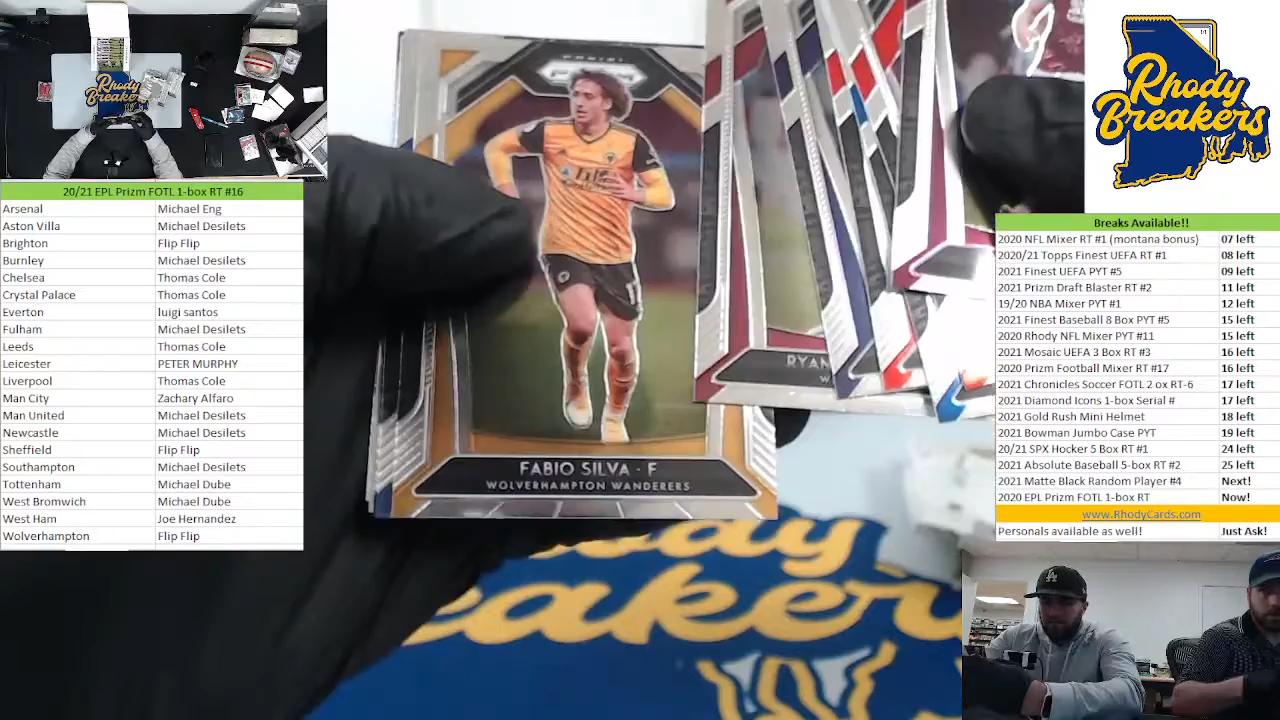 20/21 EPL Prizm FOTL 1-box RT #16
Arsenal Michael Eng
Aston Villa Michael Desilets
Brighton Flip Flip
Burnley Michael Desilets
Chelsea Thomas Cole
Crystal Palace Thomas Cole
Everton luigi santos
Fulham Michael Desilets
Leeds Thomas Cole
Leicester PETER MURPHY
Liverpool Thomas Cole
Man City Zachary Alfaro
Man United Michael Desilets
Newcastle Michael Desilets
Sheffield Flip Flip
Southampton Michael Desilets
Tottenham Michael Dube
West Bromwich Michael Dube
West Ham Joe Hernandez
Wolverhampton Flip Flip
Rhody
Breakers
PANINI
PRIZM
FABIO SILVA - F
WOLVERHAMPTON WANDERERS
RYAN
Rhody
Breakers
Breaks Available!!
2020 NFL Mixer RT #1 (montana bonus) 07 left
2020/21 Topps Finest UEFA RT #1 08 left
2021 Finest UEFA PYT #5 09 left
2021 Prizm Draft Blaster RT #2 11 left
19/20 NBA Mixer PYT #1 12 left
2021 Finest Baseball 8 Box PYT #5 15 left
2020 Rhody NFL Mixer PYT #11 15 left
2021 Mosaic UEFA 3 Box RT #3 16 left
2020 Prizm Football Mixer RT #17 16 left
2021 Chronicles Soccer FOTL 2 ox RT-6 17 left
2021 Diamond Icons 1-box Serial # 17 left
2021 Gold Rush Mini Helmet 18 left
2021 Bowman Jumbo Case PYT 19 left
20/21 SPX Hocker 5 Box RT #1 24 left
2021 Absolute Baseball 5-box RT #2 25 left
2021 Matte Black Random Player #4 Next!
2020 EPL Prizm FOTL 1-box RT Now!
www.RhodyCards.com
Personals available as well! Just Ask!
Rhody
Breakers
LA